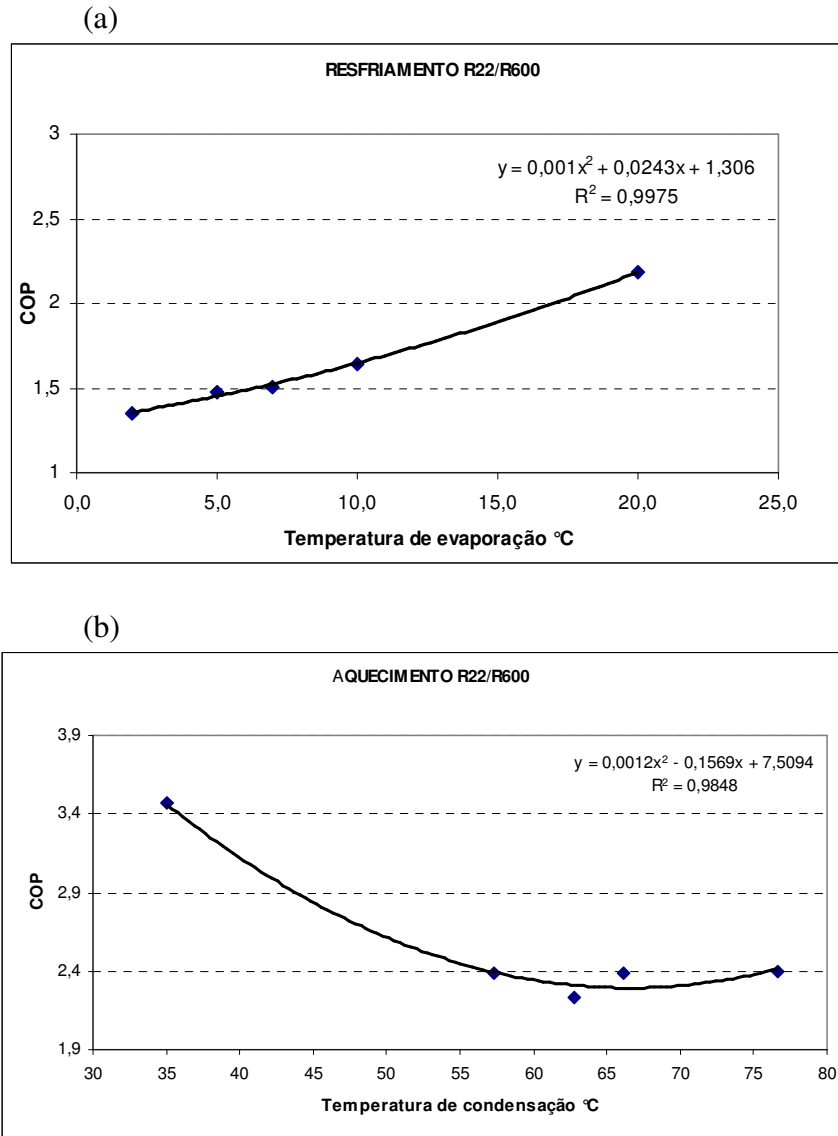 (a)
RESFRIAMENTO R22/R600
y = 0,001x² + 0,0243x + 1,306
R² = 0,9975
3
2,5
2
1,5
1
COP
0,0 5,0 10,0 15,0 20,0 25,0
Temperatura de evaporação °C
(b)
AQUECIMENTO R22/R600
y = 0,0012x² - 0,1569x + 7,5094
R² = 0,9848
3,9
3,4
2,9
2,4
1,9
COP
30 35 40 45 50 55 60 65 70 75 80
Temperatura de condensação °C